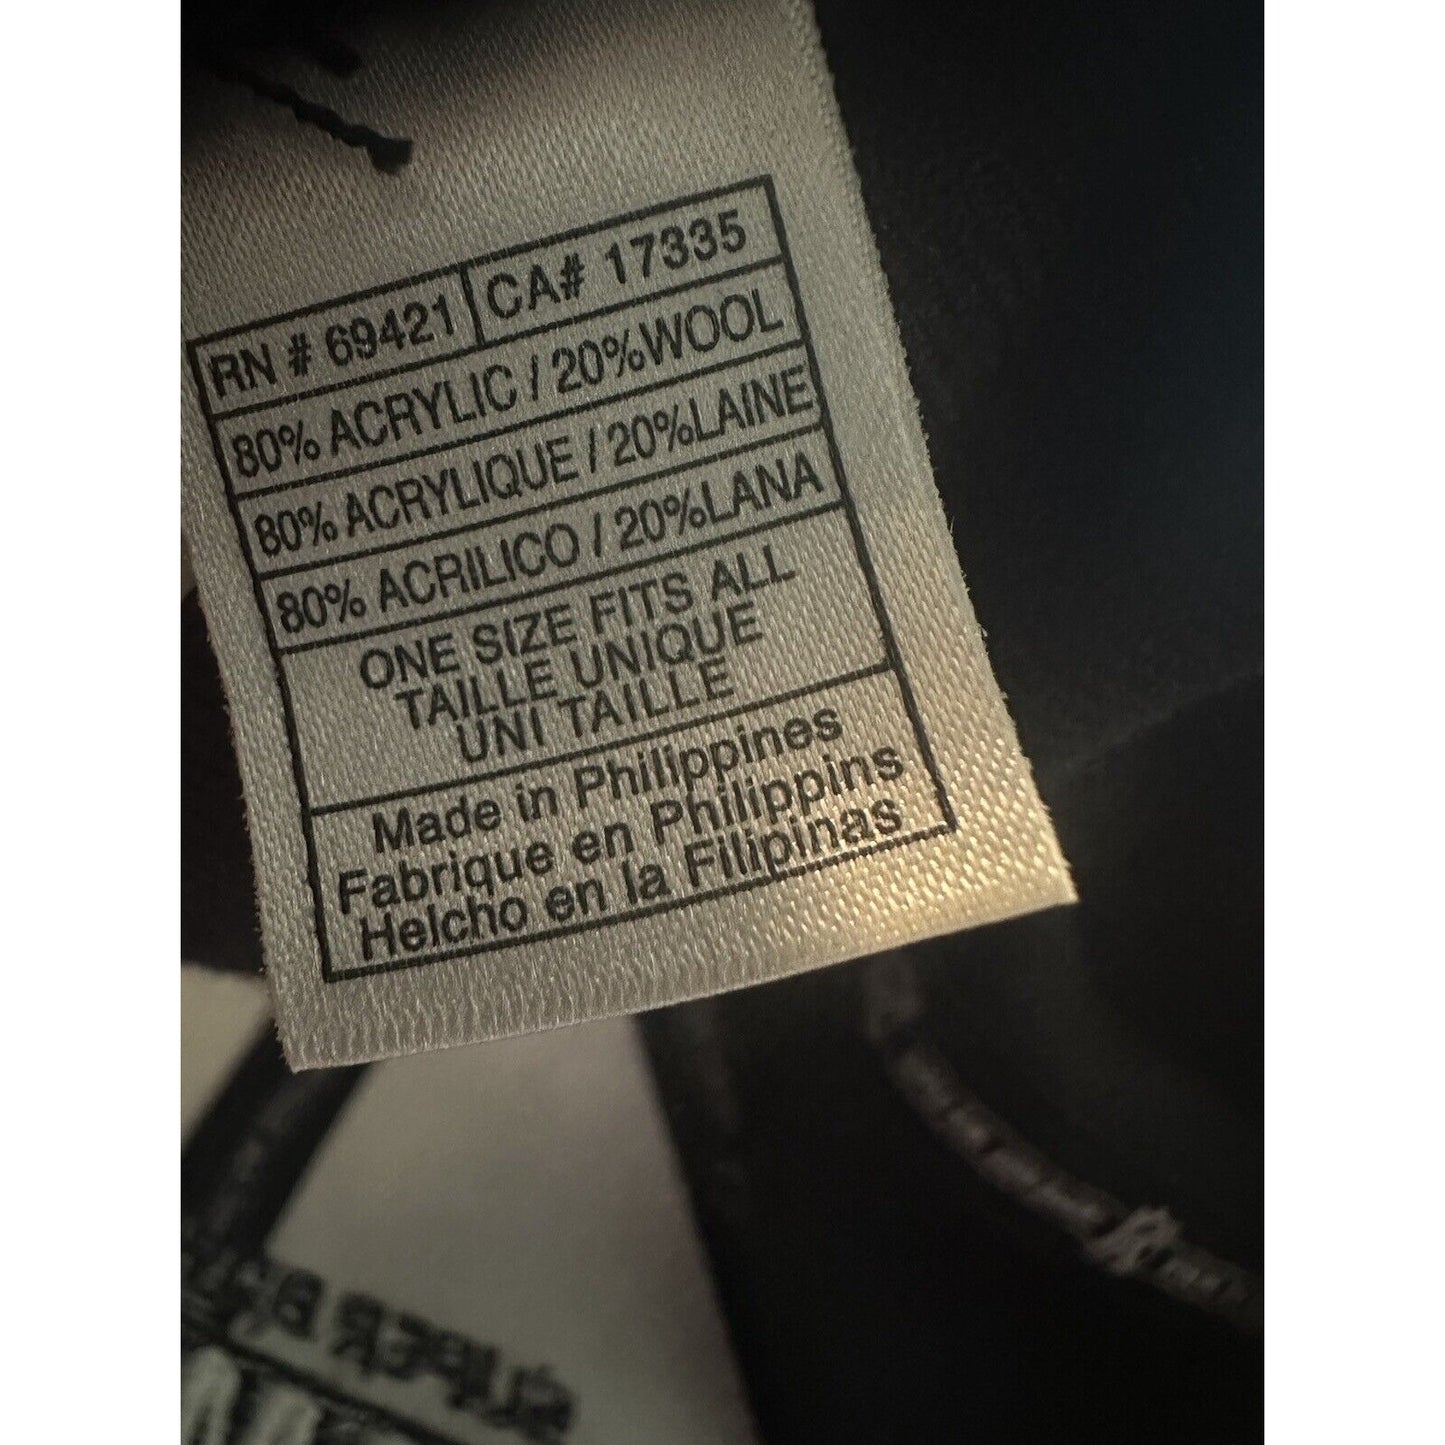 RN # 69421 CA# 17335
80% ACRYLIC / 20%WOOL
80% ACRYLIQUE / 20%LAINE
80% ACRILICO / 20%LANA
ONE SIZE FITS ALL
TAILLE UNIQUE
UNI TAILLE
Made in Philippines
Fabrique en Philippins
Helcho en la Filipinas
SUPER